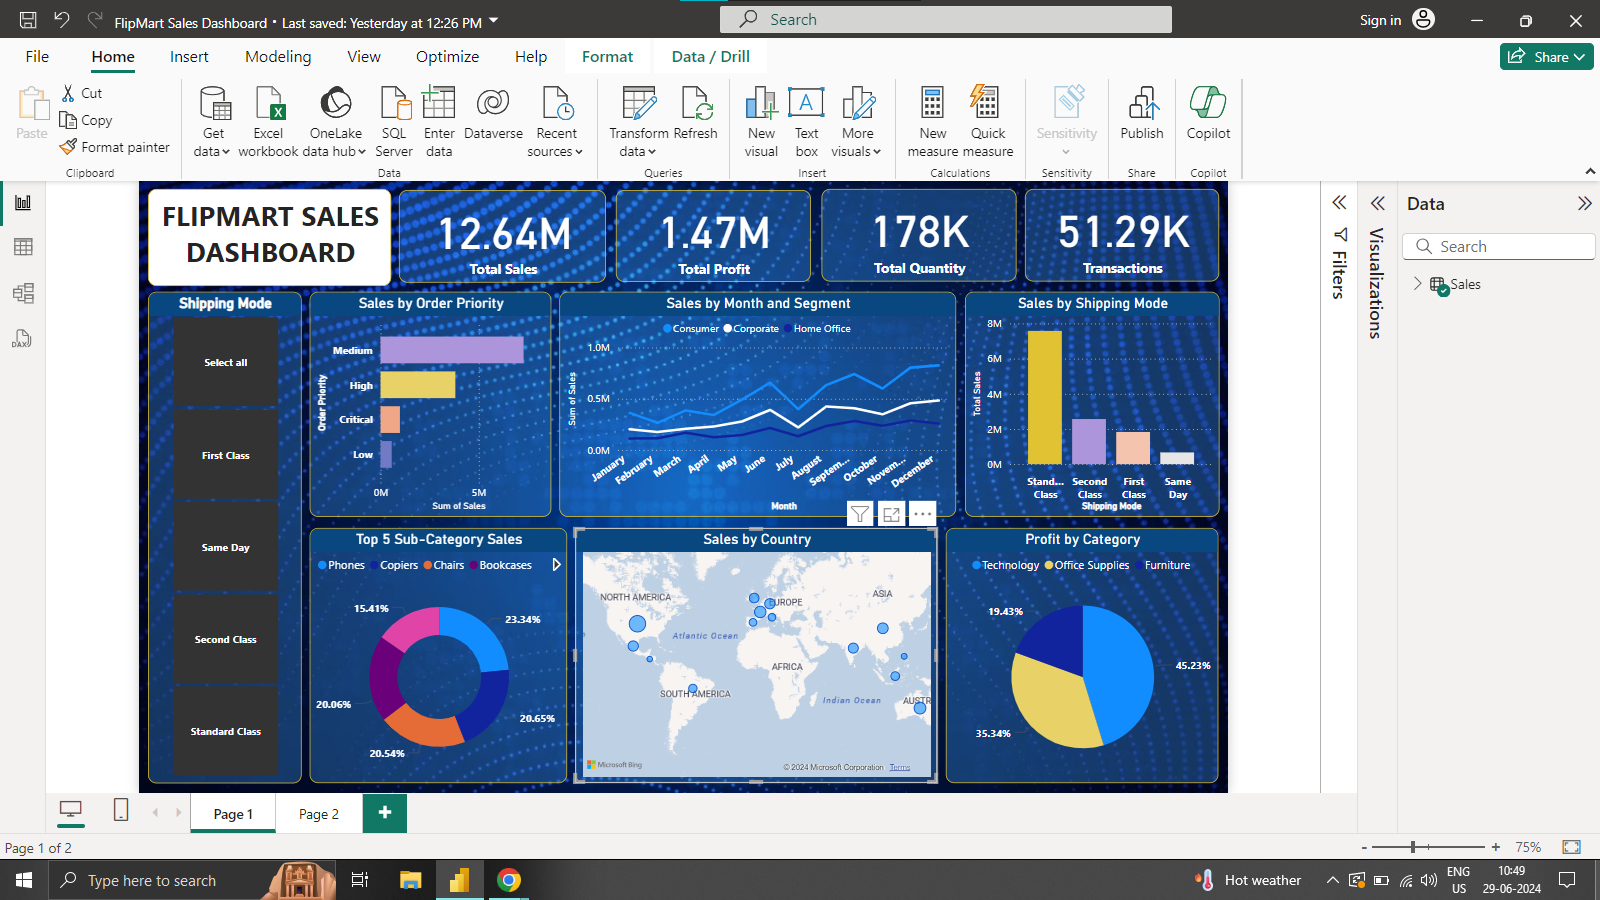 FlipMart Sales Dashboard • Last saved: Yesterday at 12:26 PM
Search
Sign in
File
Home
Insert
Modeling
View
Optimize
Help
Format
Data / Drill
Share
Paste
Cut
Copy
Format painter
Clipboard
Get data
Excel workbook
OneLake data hub
SQL Server
Enter data
Dataverse
Recent sources
Data
Transform data
Refresh
Queries
New visual
Text box
More visuals
Insert
New measure
Quick measure
Calculations
Sensitivity
Sensitivity
Publish
Share
Copilot
Copilot
FLIPMART SALES
DASHBOARD
12.64M
Total Sales
1.47M
Total Profit
178K
Total Quantity
51.29K
Transactions
Shipping Mode
Select all
First Class
Same Day
Second Class
Standard Class
Sales by Order Priority
Order Priority
Medium
High
Critical
Low
0M
5M
Sum of Sales
Sales by Month and Segment
Consumer
Corporate
Home Office
Sum of Sales
1.0M
0.5M
0.0M
January
February
March
April
May
June
July
August
Septem...
October
Novem...
December
Month
Sales by Shipping Mode
Total Sales
8M
6M
4M
2M
0M
Stand... Class
Second Class
First Class
Same Day
Shipping Mode
Top 5 Sub-Category Sales
Phones
Copiers
Chairs
Bookcases
15.41%
23.34%
20.06%
20.65%
20.54%
Sales by Country
NORTH AMERICA
EUROPE
ASIA
Atlantic Ocean
AFRICA
SOUTH AMERICA
Indian Ocean
AUSTR
Microsoft Bing
© 2024 Microsoft Corporation
Terms
Profit by Category
Technology
Office Supplies
Furniture
19.43%
45.23%
35.34%
Filters
Visualizations
Data
Search
Sales
DAX
Page 1
Page 2
+
Page 1 of 2
- + 75%
Type here to search
Hot weather
ENG
US
10:49
29-06-2024